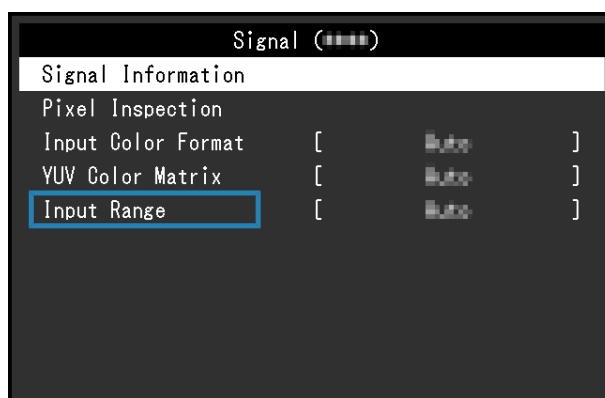 Signal ( )
Signal Information
Pixel Inspection
Input Color Format [ ]
YUV Color Matrix [ ]
Input Range [ ]